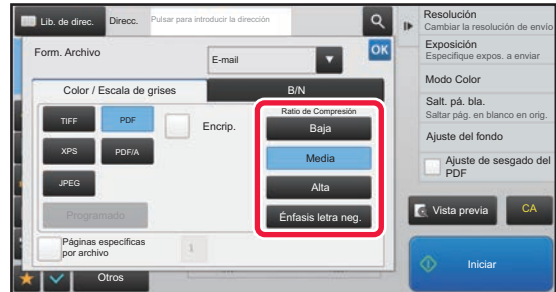 Lib. de direc.
Direcc.
Pulsar para introducir la dirección
Form. Archivo
E-mail
OK
Color / Escala de grises
B/N
TIFF
PDF
Encrip.
XPS
PDF/A
JPEG
Programado
Ratio de Compresión
Baja
Media
Alta
Énfasis letra neg.
Páginas específicas
por archivo
1
Otros
Resolución
Cambiar la resolución de envío
Exposición
Especifique expos. a enviar
Modo Color
Salt. pá. bla.
Saltar pág. en blanco en orig.
Ajuste del fondo
Ajuste de sesgado del
PDF
Vista previa
CA
Iniciar